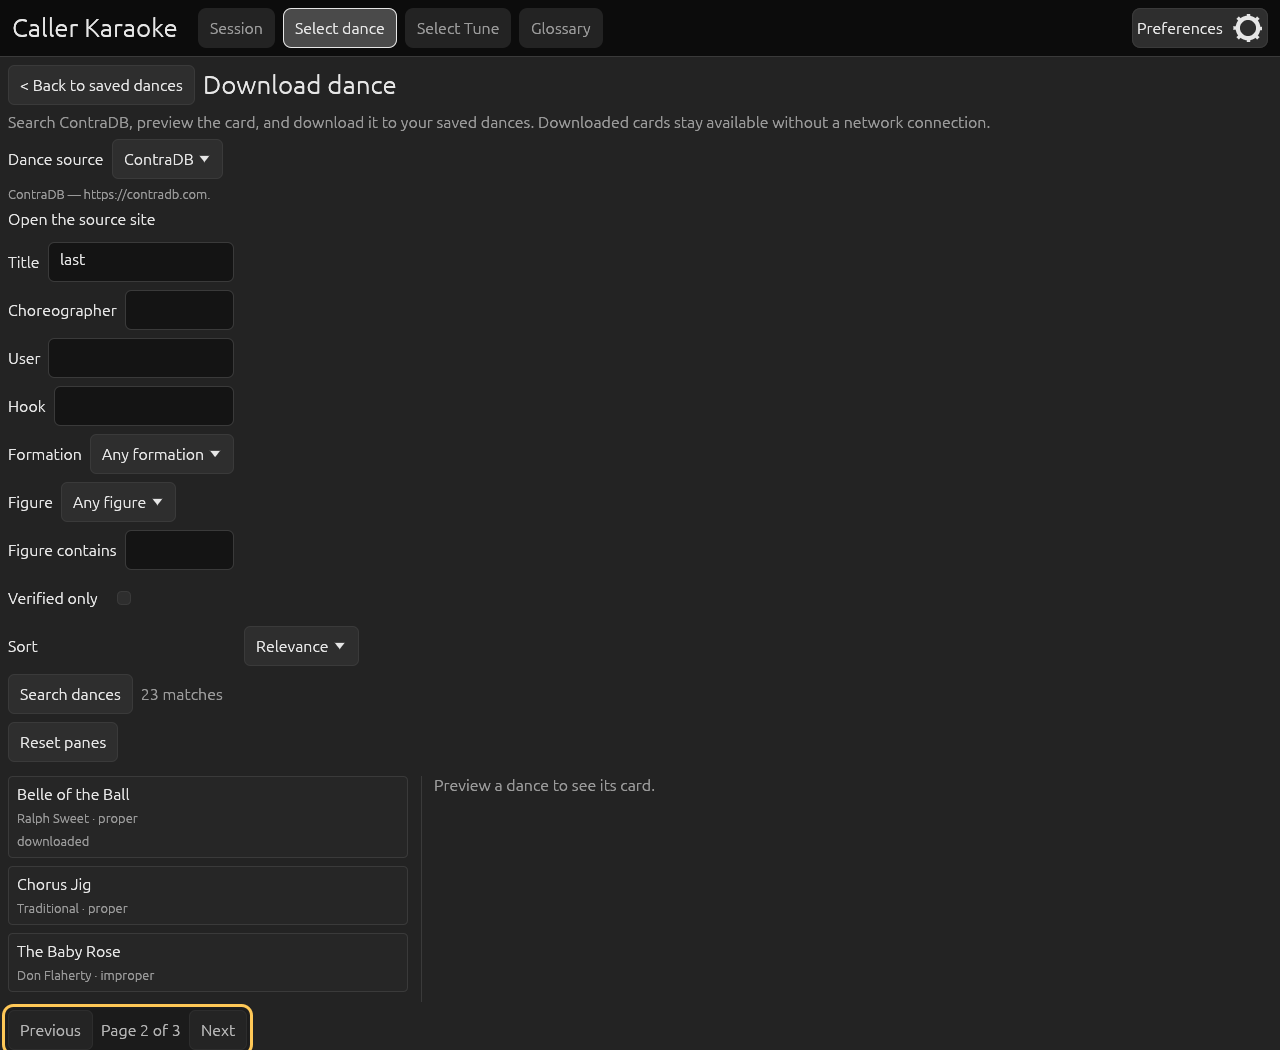 Caller Karaoke Session Select dance Select Tune Glossary Preferences
< Back to saved dances Download dance
Search ContraDB, preview the card, and download it to your saved dances. Downloaded cards stay available without a network connection.
Dance source ContraDB
ContraDB — https://contradb.com.
Open the source site
Title last
Choreographer
User
Hook
Formation Any formation
Figure Any figure
Figure contains
Verified only
Sort Relevance
Search dances 23 matches
Reset panes
Belle of the Ball
Ralph Sweet · proper
downloaded
Chorus Jig
Traditional · proper
The Baby Rose
Don Flaherty · improper
Preview a dance to see its card.
Previous Page 2 of 3 Next